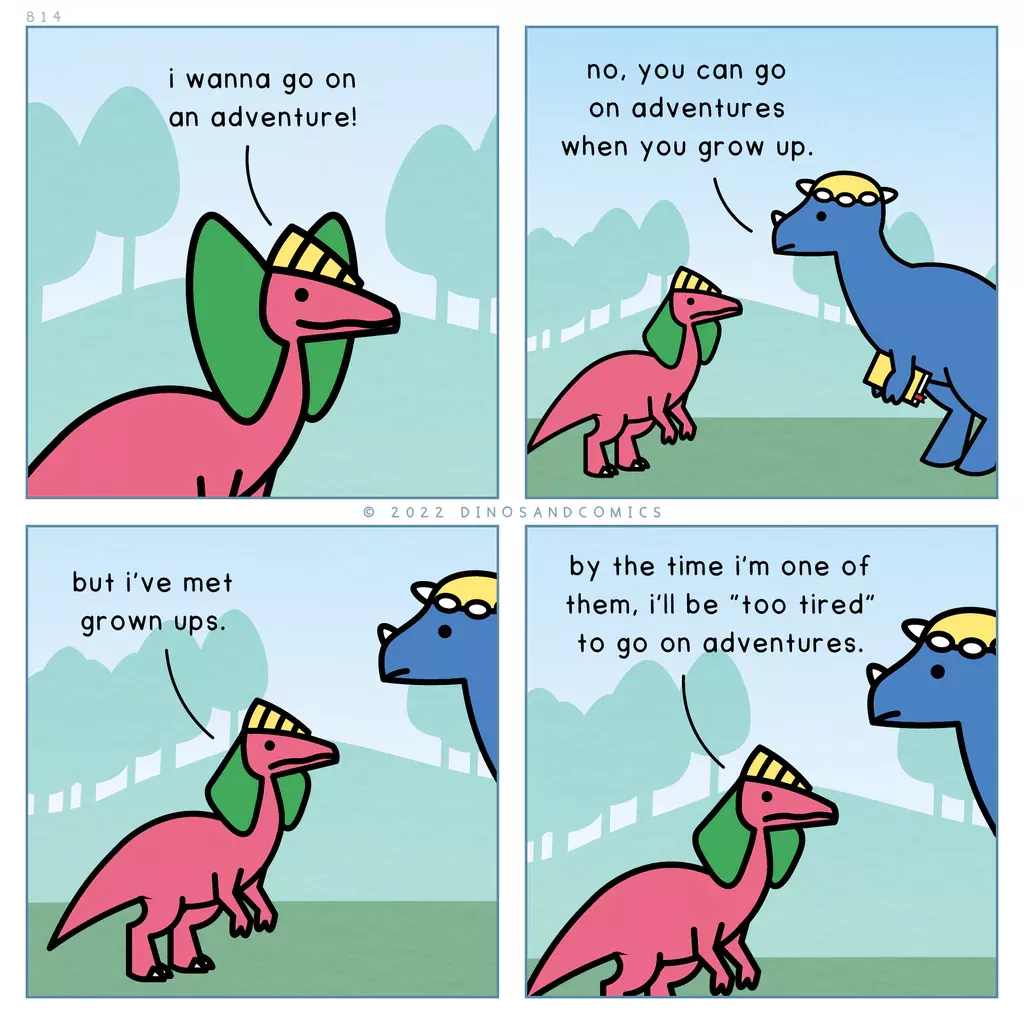 814
i wanna go on
an adventure!
no, you can go
on adventures
when you grow up.
© 2022 DINOSANDCOMICS
but i've met
grown ups.
by the time i'm one of
them, i'll be "too tired"
to go on adventures.